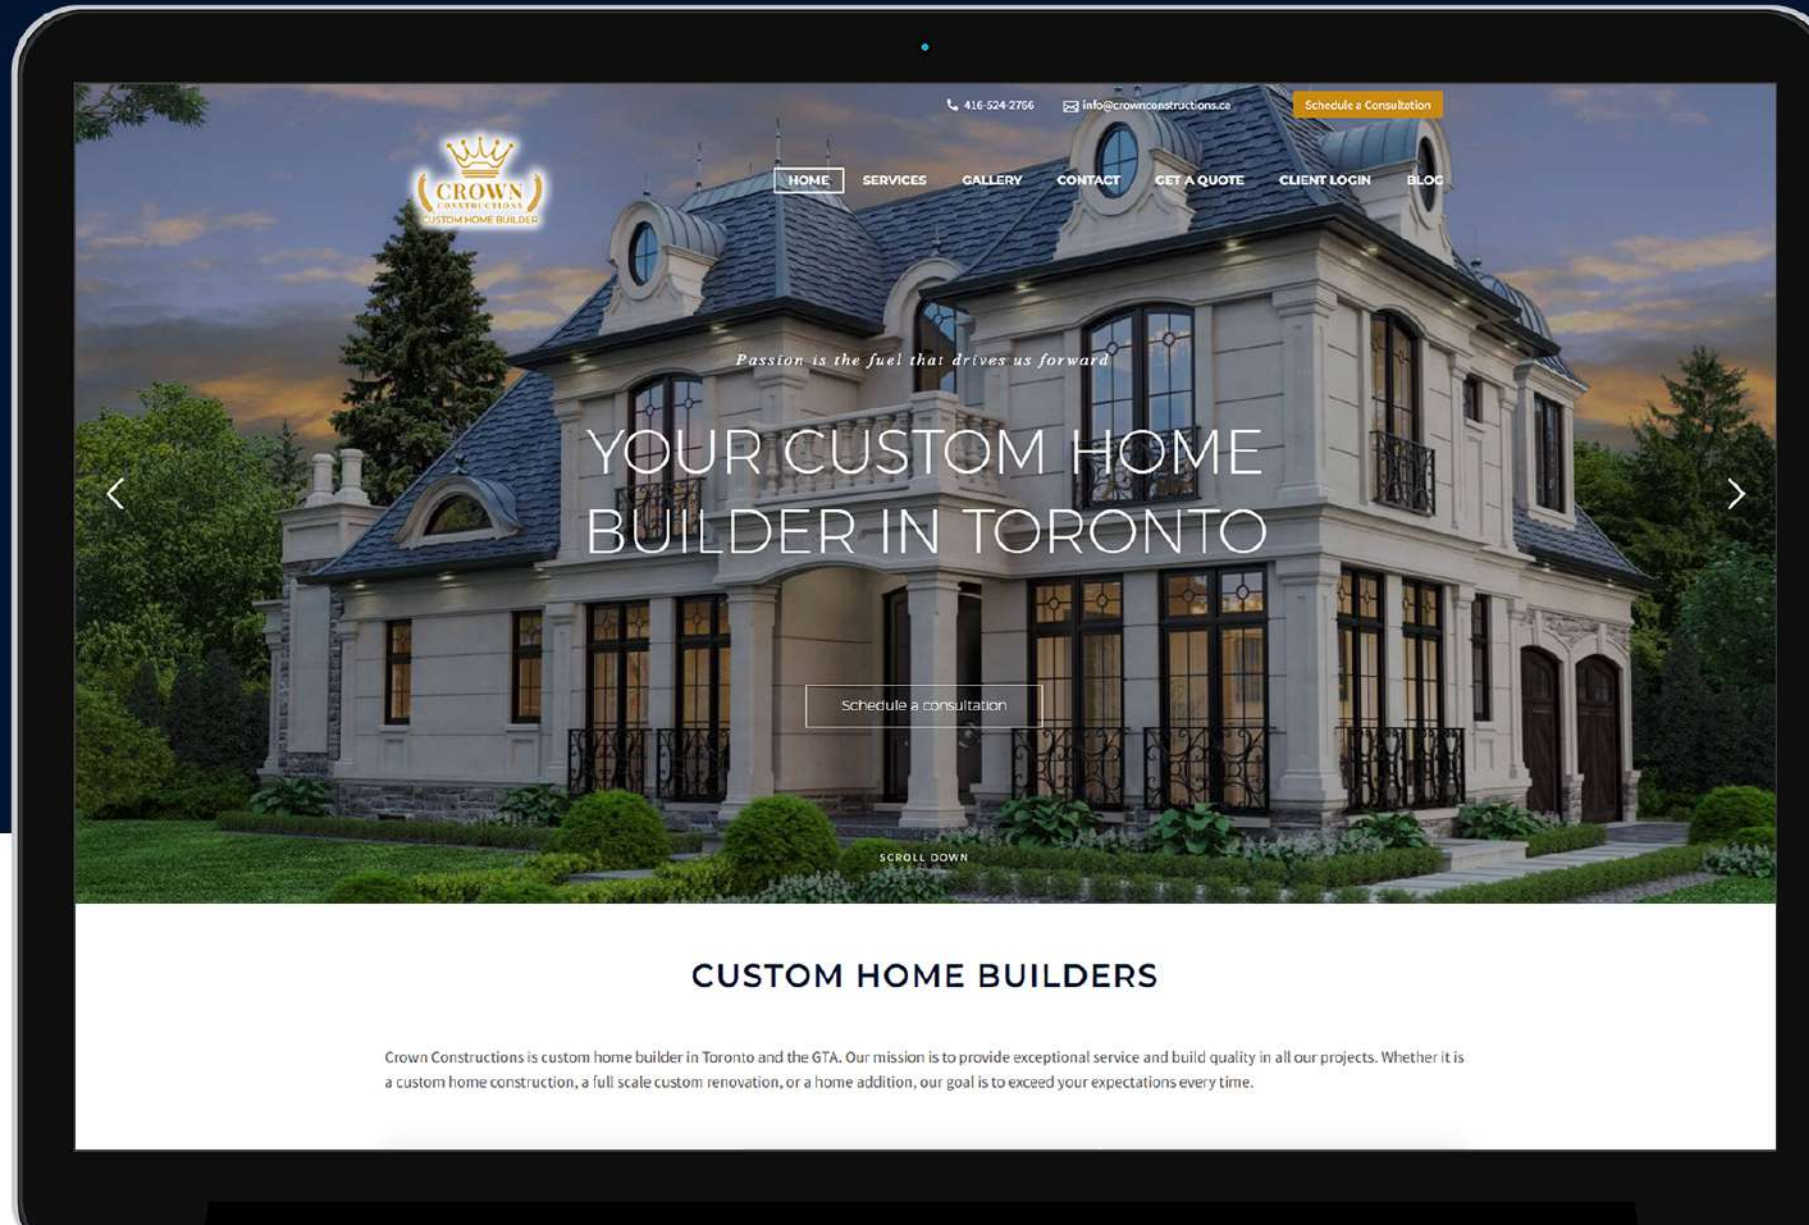 416-524-2766
info@crownconstructions.ca
Schedule a Consultation
CROWN
CONSTRUCTIONS
CUSTOM HOME BUILDER
HOME
SERVICES
GALLERY
CONTACT
GET A QUOTE
CLIENT LOGIN
BLOG
Passion is the fuel that drives us forward
YOUR CUSTOM HOME
BUILDER IN TORONTO
Schedule a consultation
SCROLL DOWN
CUSTOM HOME BUILDERS
Crown Constructions is custom home builder in Toronto and the GTA. Our mission is to provide exceptional service and build quality in all our projects. Whether it is
a custom home construction, a full scale custom renovation, or a home addition, our goal is to exceed your expectations every time.